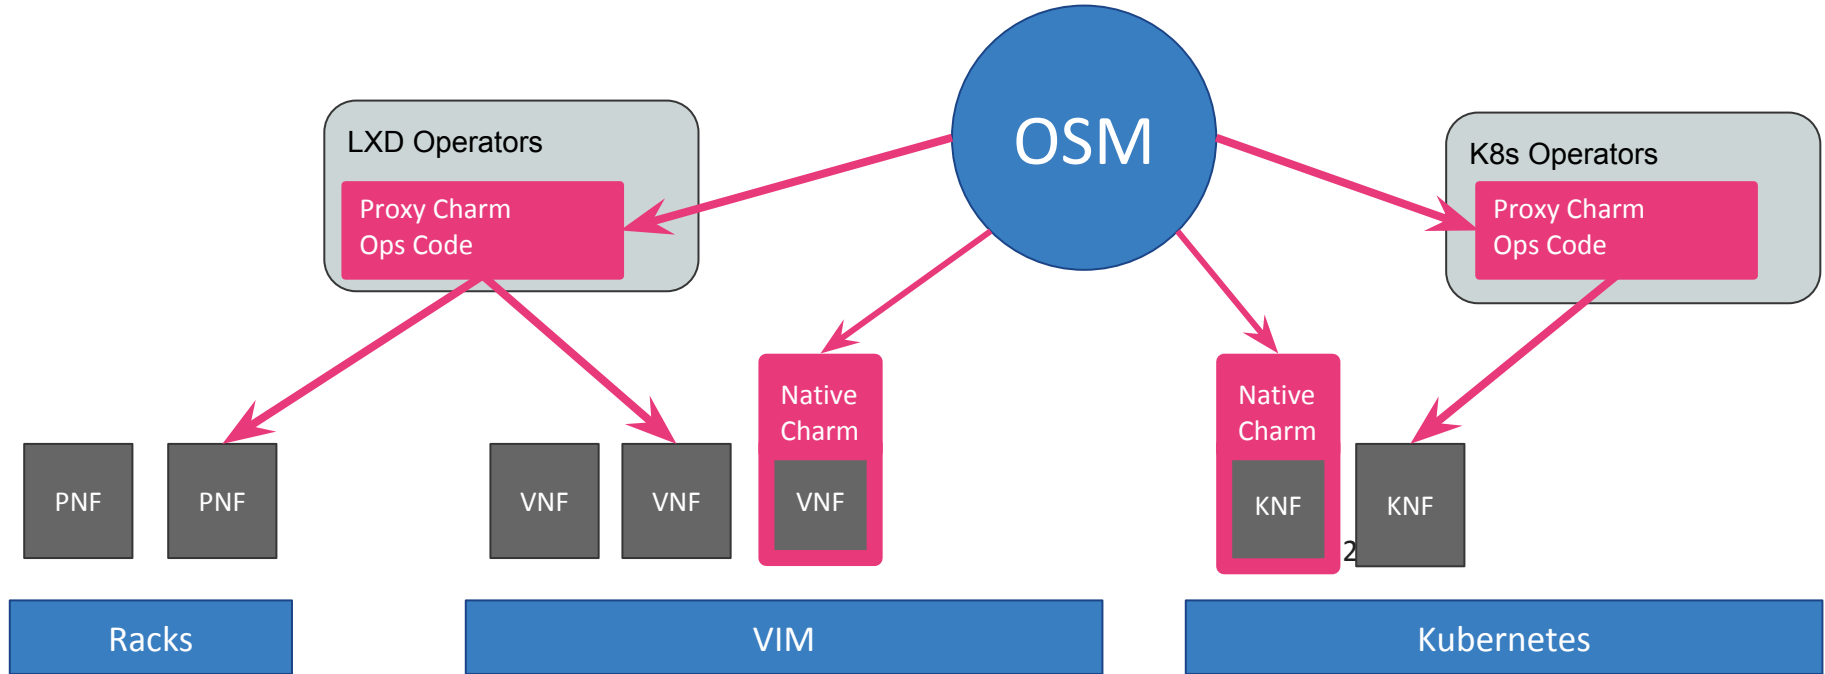 OSM
LXD Operators
Proxy Charm
Ops Code
K8s Operators
Proxy Charm
Ops Code
Native
Charm
Native
Charm
PNF
PNF
VNF
VNF
VNF
KNF
KNF
2
Racks
VIM
Kubernetes